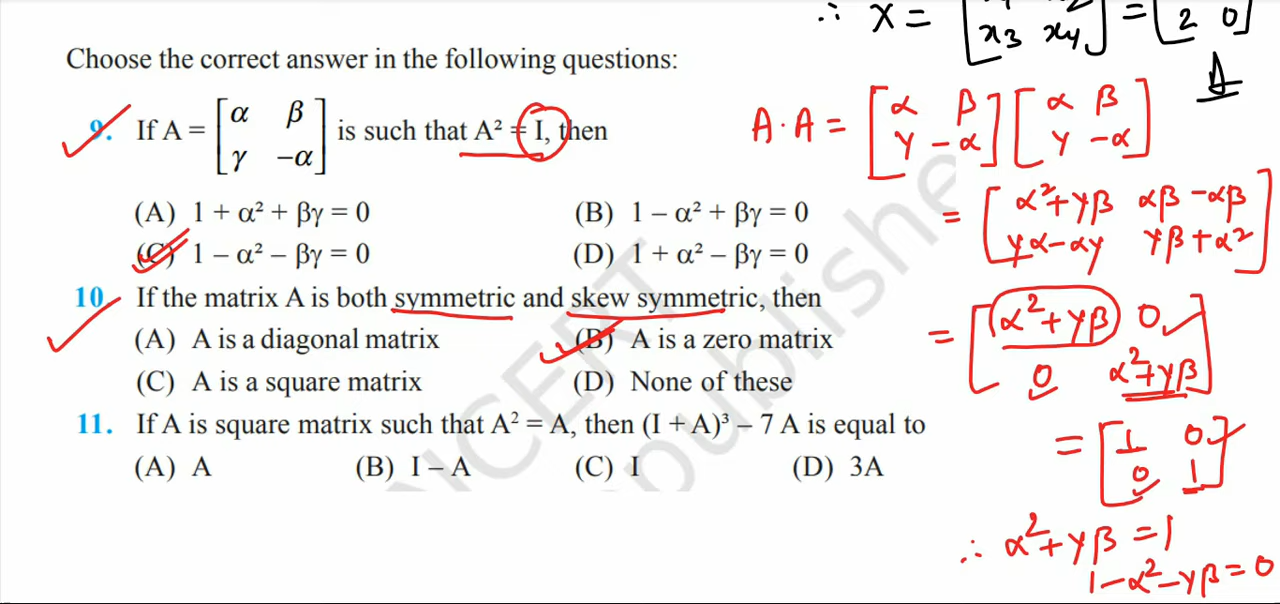 ∴ X = [      ] = [      ]
x3 x4   2 0
A
Choose the correct answer in the following questions:
9. If A = [α β; γ −α] is such that A² = I, then
(A) 1 + α² + βγ = 0 (B) 1 − α² + βγ = 0
(C) 1 − α² − βγ = 0 (D) 1 + α² − βγ = 0
10. If the matrix A is both symmetric and skew symmetric, then
(A) A is a diagonal matrix (B) A is a zero matrix
(C) A is a square matrix (D) None of these
11. If A is square matrix such that A² = A, then (I + A)³ – 7 A is equal to
(A) A (B) I – A (C) I (D) 3A
A·A = [α β; γ −α] [α β; γ −α]
= [α²+γβ αβ−αβ; γα−αγ γβ+α²]
= [α²+γβ 0; 0 α²+γβ]
= [1 0; 0 1]
∴ α²+γβ = 1
1−α²−γβ = 0
NCERT
publishe